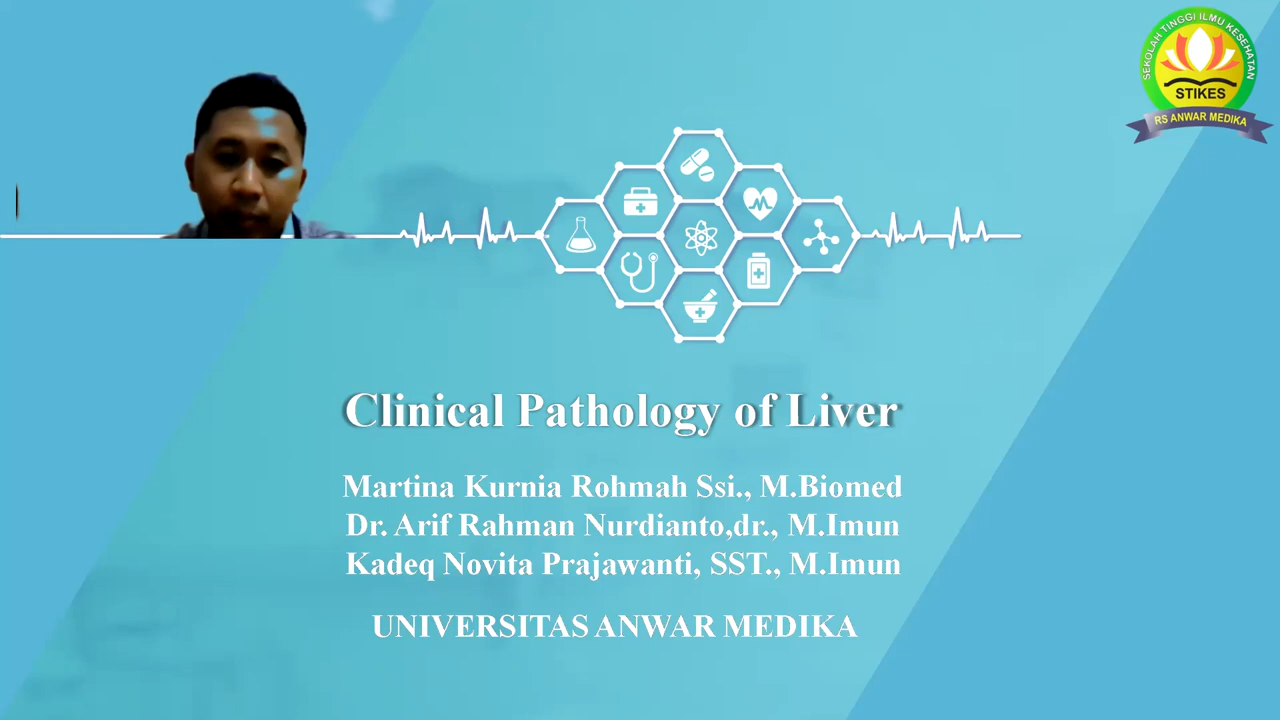 SEKOLAH TINGGI ILMU KESEHATAN
STIKES
RS ANWAR MEDIKA
Clinical Pathology of Liver
Martina Kurnia Rohmah Ssi., M.Biomed
Dr. Arif Rahman Nurdianto,dr., M.Imun
Kadeq Novita Prajawanti, SST., M.Imun
UNIVERSITAS ANWAR MEDIKA